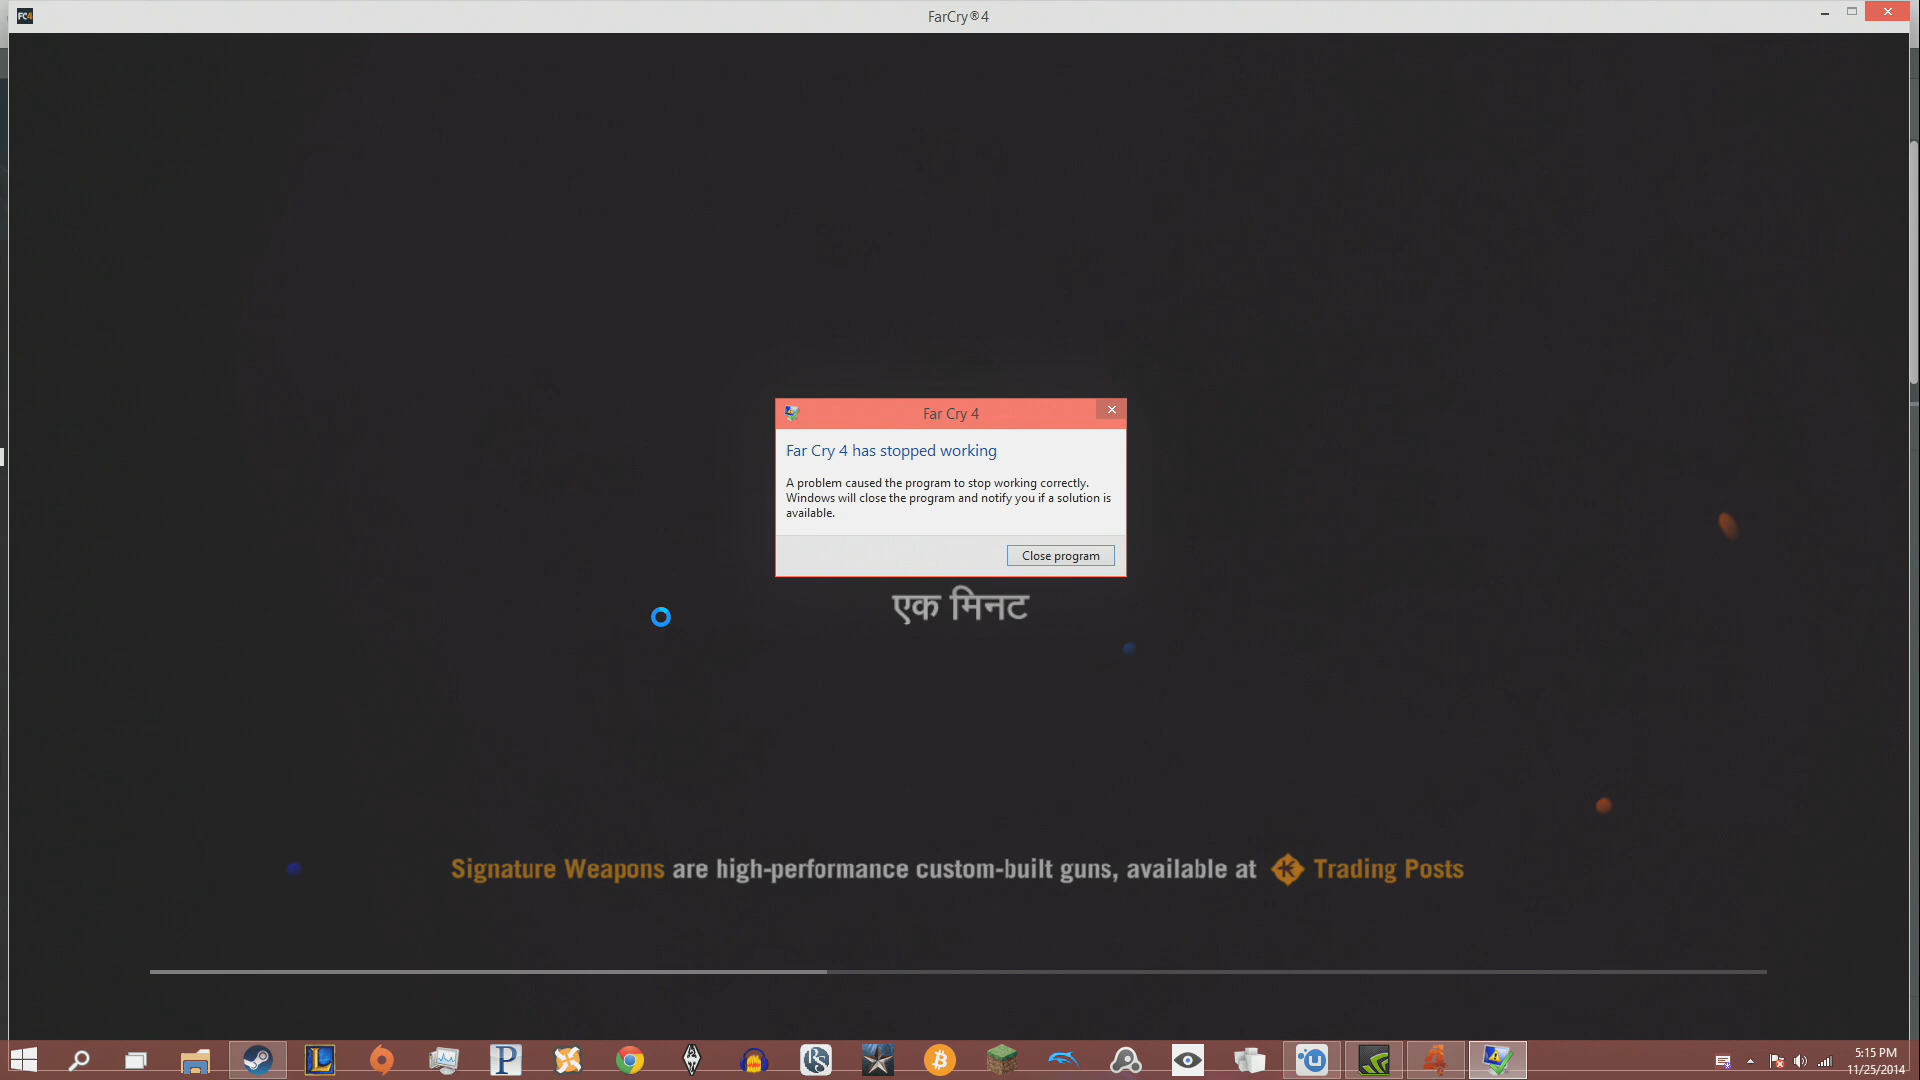 FC4
FarCry®4
Far Cry 4
Far Cry 4 has stopped working
A problem caused the program to stop working correctly.
Windows will close the program and notify you if a solution is
available.
Close program
एक मिनट
Signature Weapons are high-performance custom-built guns, available at Trading Posts
5:15 PM
11/25/2014